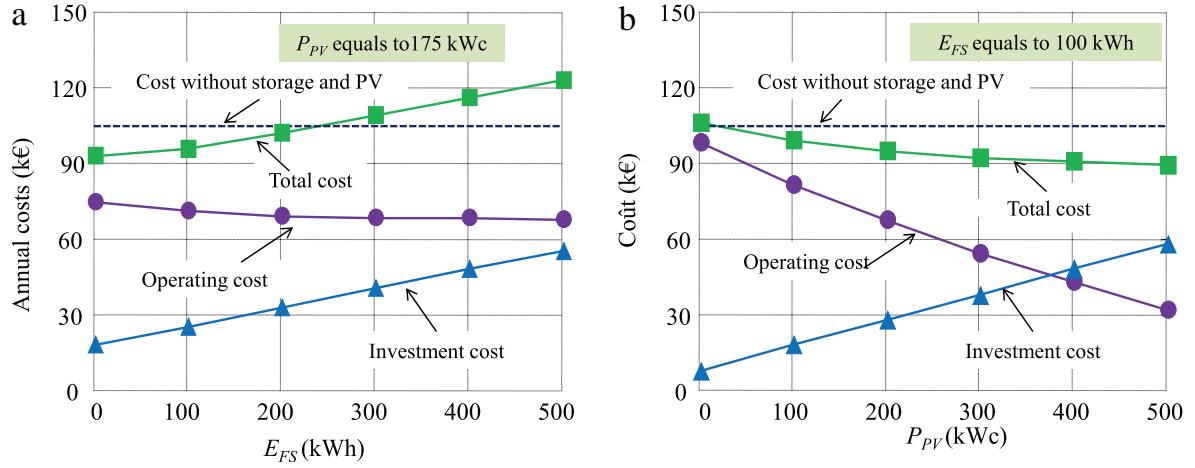 a
150
120
90
60
30
0
Annual costs (k€)
P_PV equals to175 kWc
Cost without storage and PV
Total cost
Operating cost
Investment cost
0 100 200 300 400 500
E_FS (kWh)
b
150
120
90
60
30
0
Coût (k€)
E_FS equals to 100 kWh
Cost without storage and PV
Total cost
Operating cost
Investment cost
0 100 200 300 400 500
P_PV (kWc)